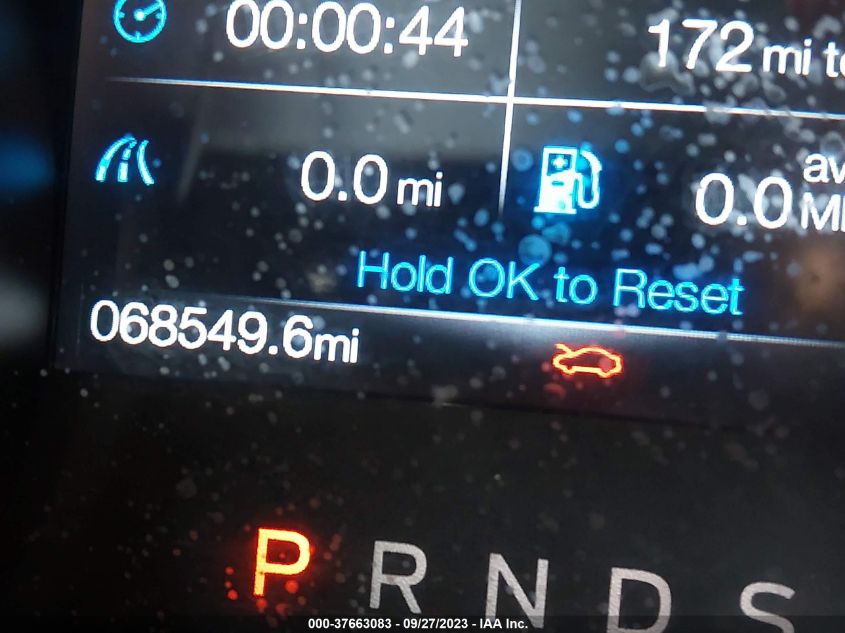 00:00:44
172 mi to
0.0 mi
0.0
Hold OK to Reset
068549.6mi
P R N D S
000-37663083 - 09/27/2023 - IAA Inc.